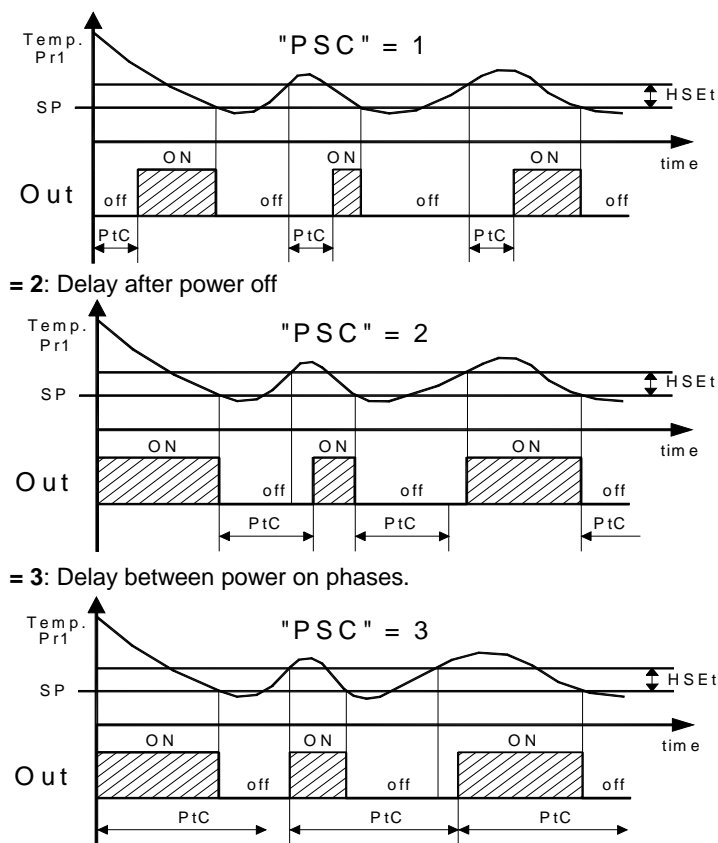 Temp.
Pr1
"PSC" = 1
HSEt
SP
time
Out
off
ON
off
ON
off
ON
off
PtC
PtC
PtC
= 2: Delay after power off
Temp.
Pr1
"PSC" = 2
HSEt
SP
time
Out
ON
off
ON
off
ON
off
PtC
PtC
PtC
= 3: Delay between power on phases.
Temp.
Pr1
"PSC" = 3
HSEt
SP
time
Out
ON
off
ON
off
ON
off
PtC
PtC
PtC